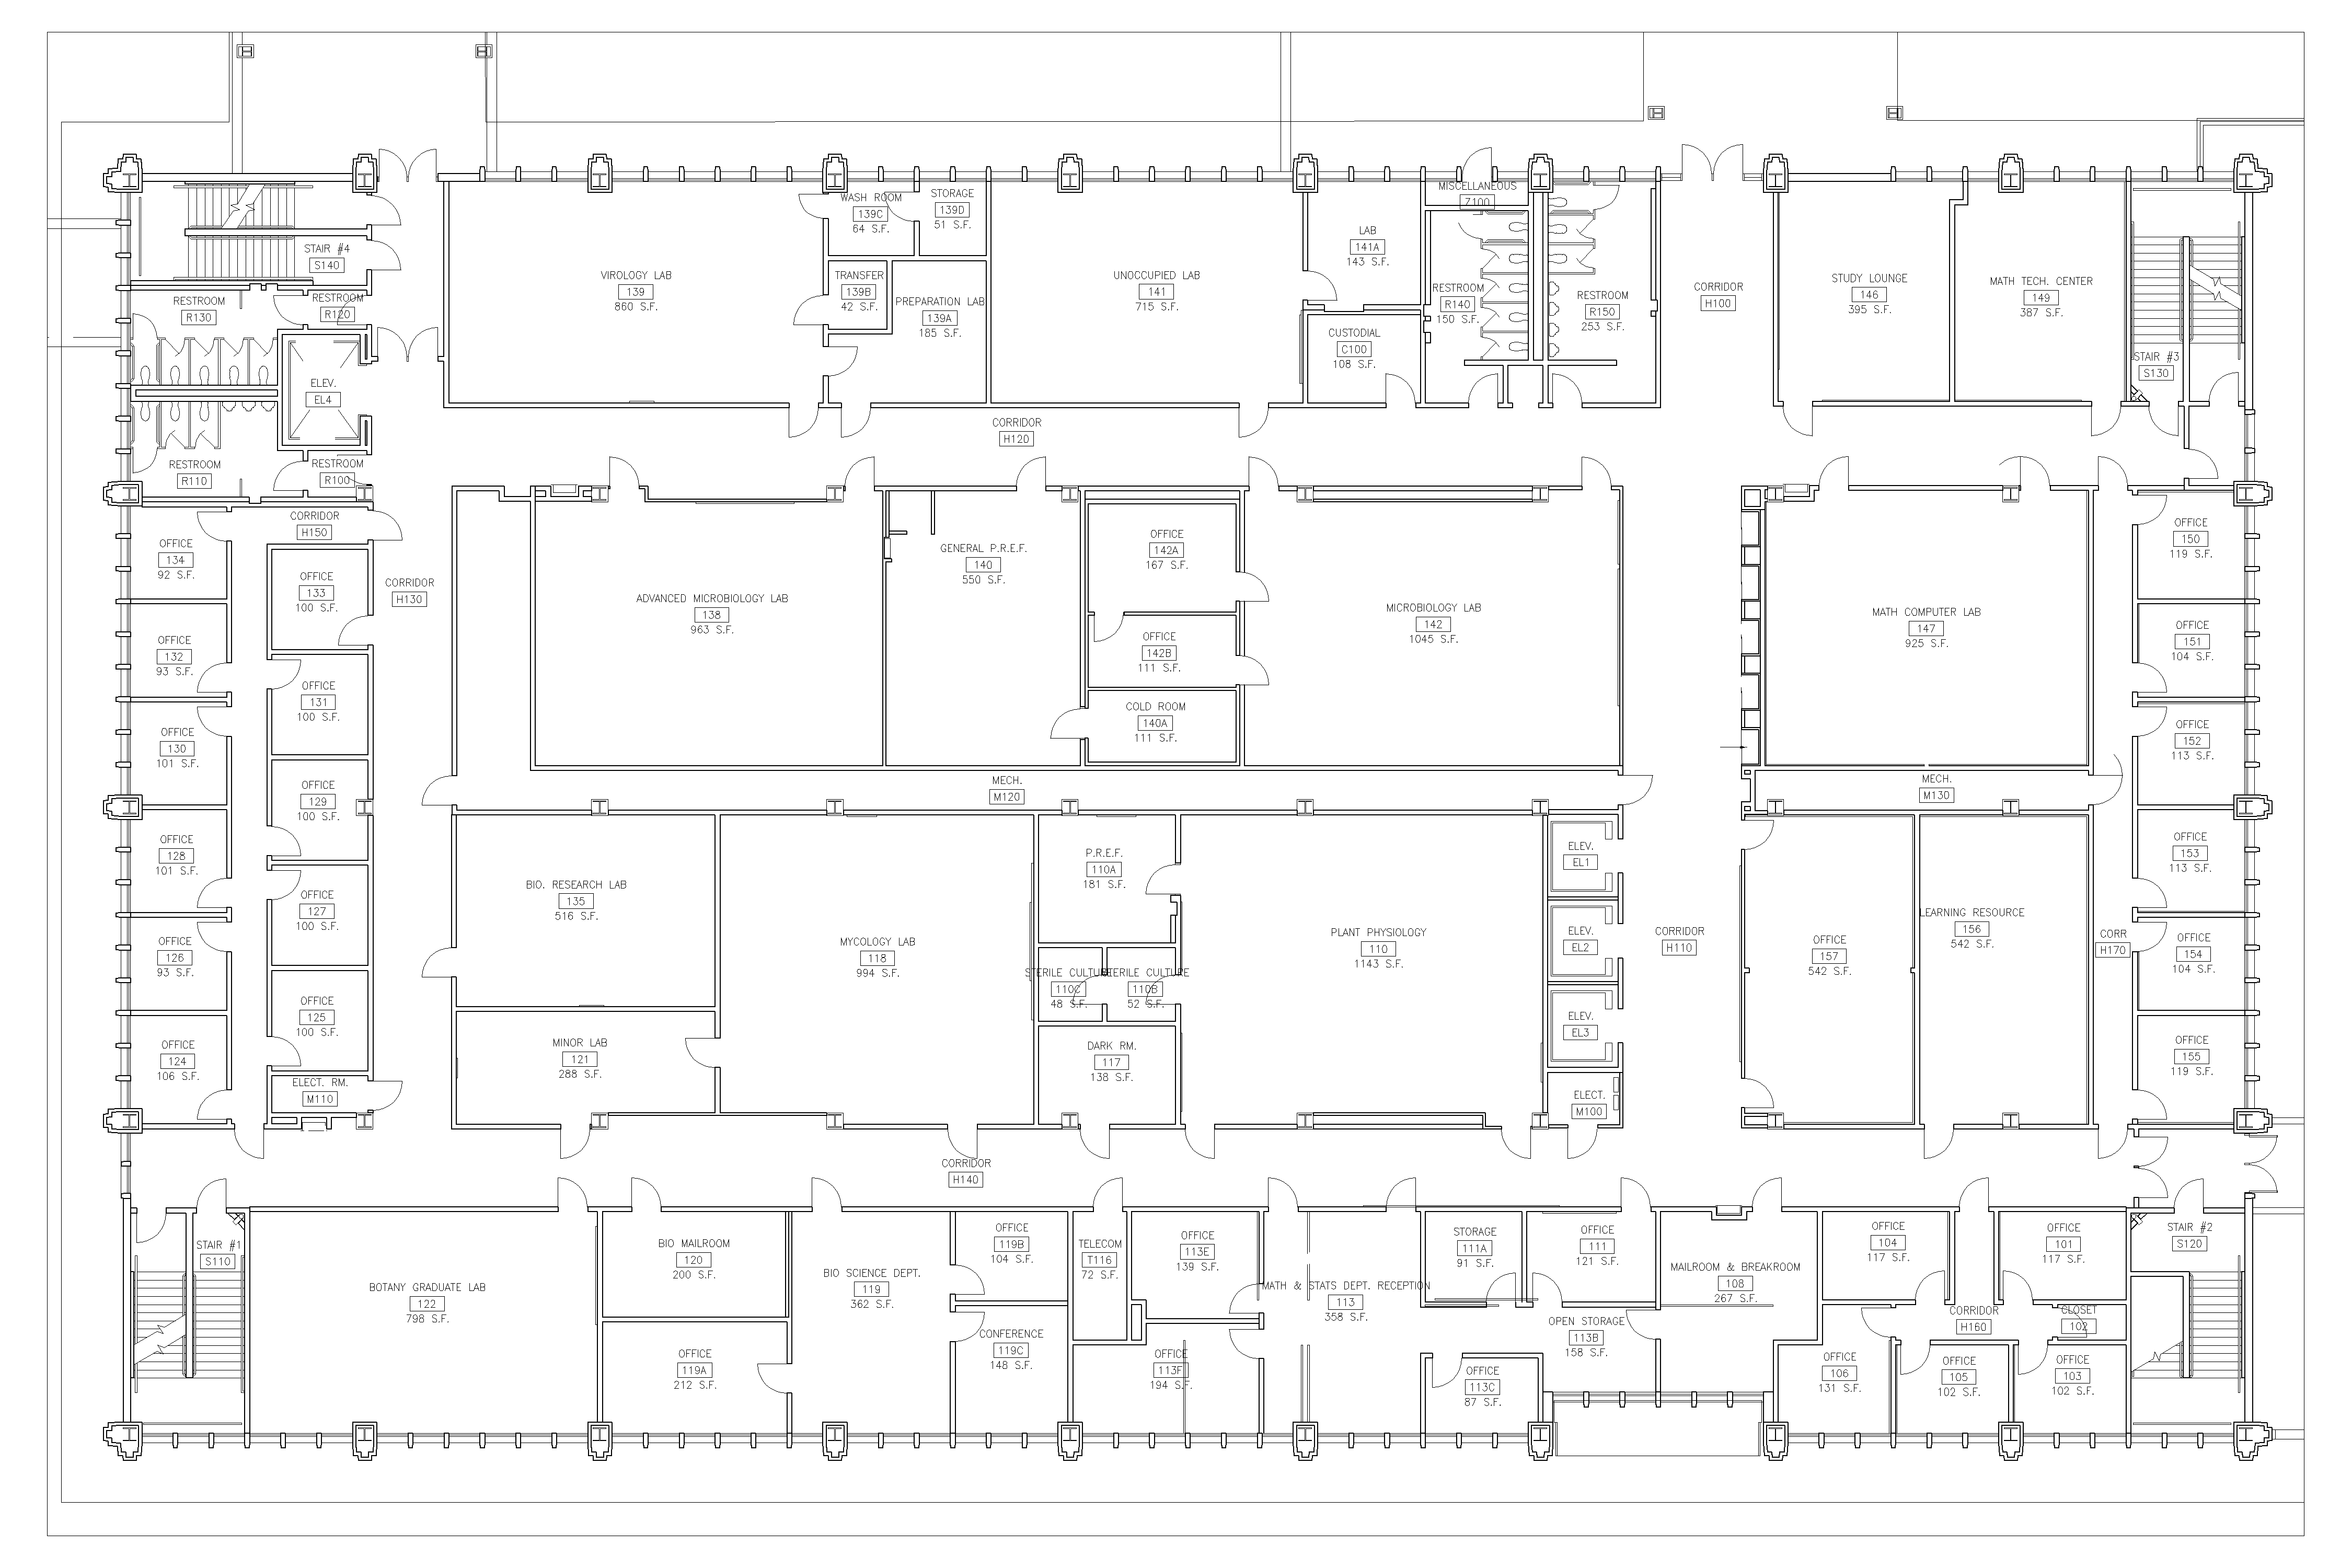 WASH ROOM
139C
64 S.F.
STORAGE
139D
51 S.F.
MISCELLANEOUS
Z100
STAIR #4
S140
RESTROOM
R130
RESTROOM
R120
VIROLOGY LAB
139
860 S.F.
TRANSFER
139B
42 S.F.
PREPARATION LAB
139A
185 S.F.
UNOCCUPIED LAB
141
715 S.F.
LAB
141A
143 S.F.
CUSTODIAL
C100
108 S.F.
RESTROOM
R140
150 S.F.
RESTROOM
R150
253 S.F.
CORRIDOR
H100
STUDY LOUNGE
146
395 S.F.
MATH TECH. CENTER
149
387 S.F.
STAIR #3
S130
ELEV.
EL4
CORRIDOR
H120
RESTROOM
R110
RESTROOM
R100
CORRIDOR
H150
OFFICE
134
92 S.F.
OFFICE
133
100 S.F.
CORRIDOR
H130
ADVANCED MICROBIOLOGY LAB
138
963 S.F.
GENERAL P.R.E.F.
140
550 S.F.
OFFICE
142A
167 S.F.
OFFICE
142B
111 S.F.
COLD ROOM
140A
111 S.F.
MICROBIOLOGY LAB
142
1045 S.F.
MATH COMPUTER LAB
147
925 S.F.
OFFICE
150
119 S.F.
OFFICE
151
104 S.F.
OFFICE
152
113 S.F.
OFFICE
132
93 S.F.
OFFICE
131
100 S.F.
OFFICE
130
101 S.F.
OFFICE
129
100 S.F.
MECH.
M120
MECH.
M130
OFFICE
128
101 S.F.
OFFICE
127
100 S.F.
OFFICE
126
93 S.F.
OFFICE
125
100 S.F.
OFFICE
124
106 S.F.
ELECT. RM.
M110
BIO. RESEARCH LAB
135
516 S.F.
MINOR LAB
121
288 S.F.
MYCOLOGY LAB
118
994 S.F.
P.R.E.F.
110A
181 S.F.
STERILE CULTURE
110C
48 S.F.
STERILE CULTURE
110B
52 S.F.
DARK RM.
117
138 S.F.
PLANT PHYSIOLOGY
110
1143 S.F.
ELEV.
EL1
ELEV.
EL2
ELEV.
EL3
ELECT.
M100
CORRIDOR
H110
OFFICE
157
542 S.F.
LEARNING RESOURCE
156
542 S.F.
CORR
H170
OFFICE
153
113 S.F.
OFFICE
154
104 S.F.
OFFICE
155
119 S.F.
CORRIDOR
H140
STAIR #1
S110
BOTANY GRADUATE LAB
122
798 S.F.
BIO MAILROOM
120
200 S.F.
OFFICE
119A
212 S.F.
BIO SCIENCE DEPT.
119
362 S.F.
OFFICE
119B
104 S.F.
CONFERENCE
119C
148 S.F.
TELECOM
T116
72 S.F.
OFFICE
113E
139 S.F.
OFFICE
113F
194 S.F.
MATH & STATS DEPT. RECEPTION
113
358 S.F.
STORAGE
111A
91 S.F.
OFFICE
111
121 S.F.
OPEN STORAGE
113B
158 S.F.
OFFICE
113C
87 S.F.
MAILROOM & BREAKROOM
108
267 S.F.
OFFICE
104
117 S.F.
OFFICE
101
117 S.F.
CORRIDOR
H160
CLOSET
102
OFFICE
106
131 S.F.
OFFICE
105
102 S.F.
OFFICE
103
102 S.F.
STAIR #2
S120